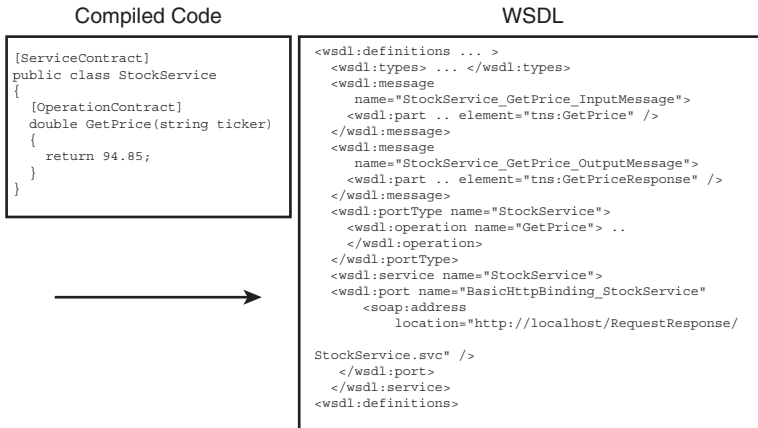 Compiled Code
[ServiceContract]
public class StockService
{
[OperationContract]
double GetPrice(string ticker)
{
return 94.85;
}
}
WSDL
<wsdl:definitions ... >
<wsdl:types> ... </wsdl:types>
<wsdl:message
name="StockService_GetPrice_InputMessage">
<wsdl:part .. element="tns:GetPrice" />
</wsdl:message>
<wsdl:message
name="StockService_GetPrice_OutputMessage">
<wsdl:part .. element="tns:GetPriceResponse" />
</wsdl:message>
<wsdl:portType name="StockService">
<wsdl:operation name="GetPrice"> ..
</wsdl:operation>
</wsdl:portType>
<wsdl:service name="StockService">
<wsdl:port name="BasicHttpBinding_StockService"
<soap:address
location="http://localhost/RequestResponse/
StockService.svc" />
</wsdl:port>
</wsdl:service>
<wsdl:definitions>